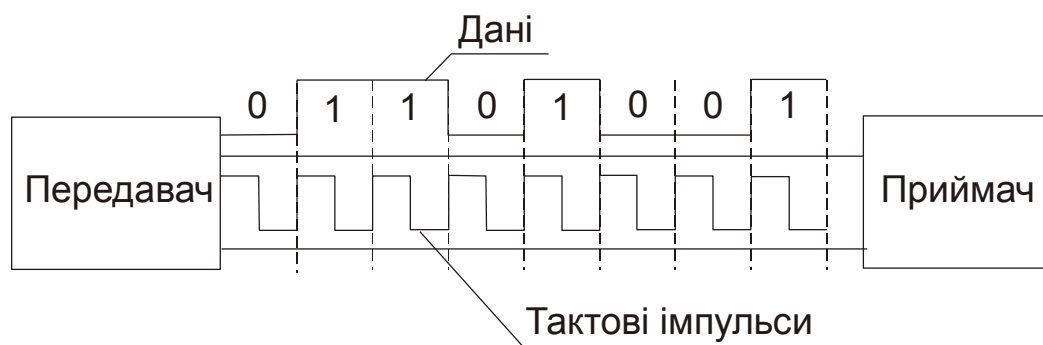 Дані
0 1 1 0 1 0 0 1
Передавач
Приймач
Тактові імпульси